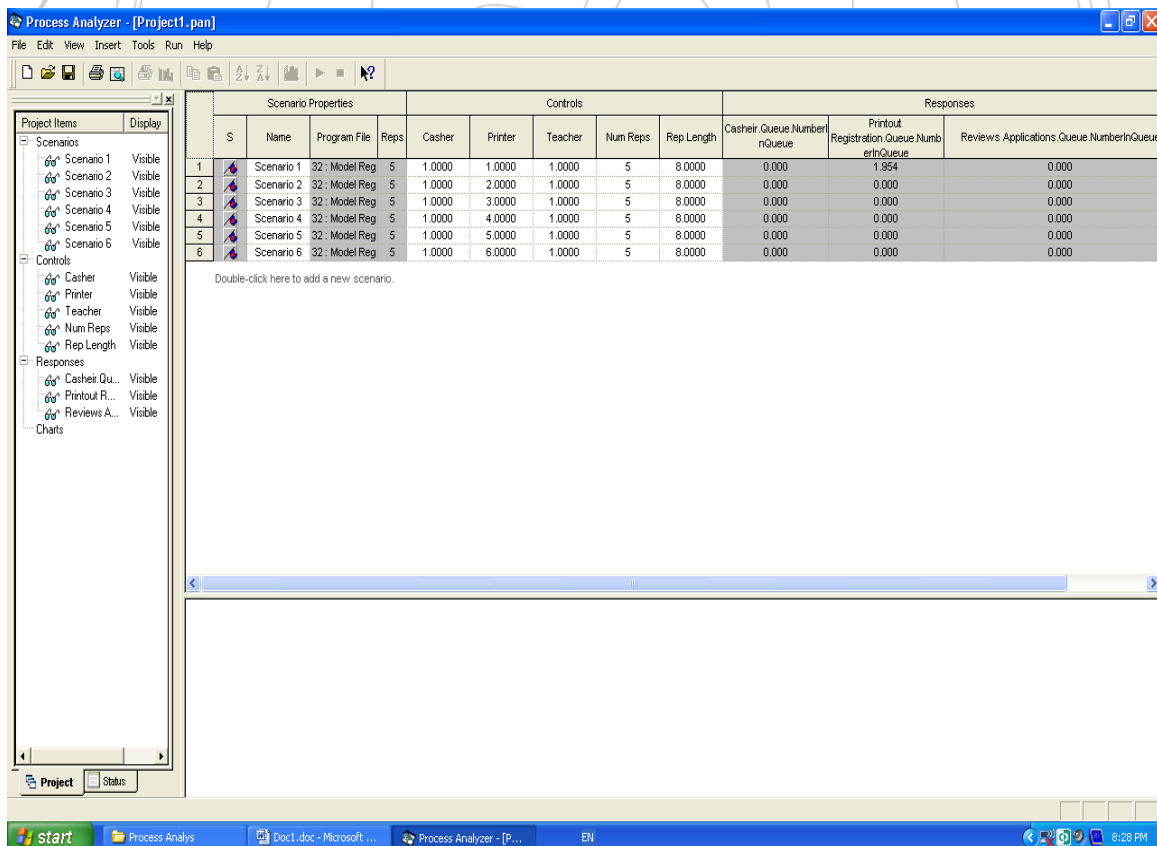 Process Analyzer - [Project1.pan]
File Edit View Insert Tools Run Help
Project Items Display
Scenarios
Scenario 1 Visible
Scenario 2 Visible
Scenario 3 Visible
Scenario 4 Visible
Scenario 5 Visible
Scenario 6 Visible
Controls
Casher Visible
Printer Visible
Teacher Visible
Num Reps Visible
Rep Length Visible
Responses
Casheir.Qu... Visible
Printout R... Visible
Reviews A... Visible
Charts
Project Status
Scenario Properties Controls Responses
S Name Program File Reps Casher Printer Teacher Num Reps Rep Length Casheir.Queue.NumberI
nQueue Printout
Registration.Queue.Numb
erInQueue Reviews Applications.Queue.NumberInQueue
1 Scenario 1 32 : Model Reg 5 1.0000 1.0000 1.0000 5 8.0000 0.000 1.954 0.000
2 Scenario 2 32 : Model Reg 5 1.0000 2.0000 1.0000 5 8.0000 0.000 0.000 0.000
3 Scenario 3 32 : Model Reg 5 1.0000 3.0000 1.0000 5 8.0000 0.000 0.000 0.000
4 Scenario 4 32 : Model Reg 5 1.0000 4.0000 1.0000 5 8.0000 0.000 0.000 0.000
5 Scenario 5 32 : Model Reg 5 1.0000 5.0000 1.0000 5 8.0000 0.000 0.000 0.000
6 Scenario 6 32 : Model Reg 5 1.0000 6.0000 1.0000 5 8.0000 0.000 0.000 0.000
Double-click here to add a new scenario.
start Process Analys Doc1.doc - Microsoft ... Process Analyzer - [P... EN 8:28 PM